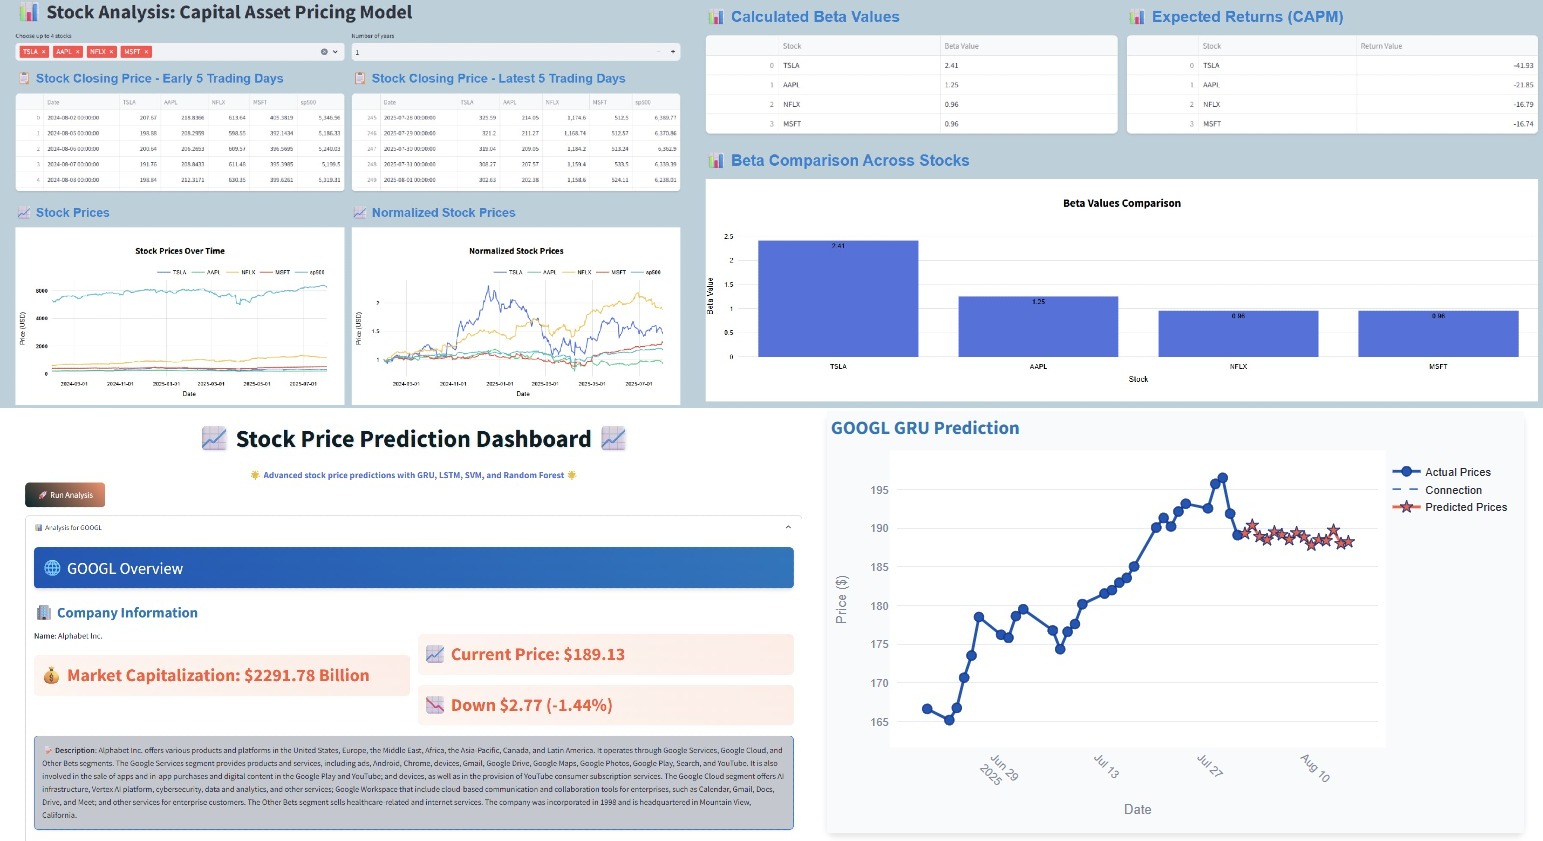 Stock Analysis: Capital Asset Pricing Model
Choose up to 4 stocks
TSLA × AAPL × NFLX × MSFT ×
Number of years
1 - +
Stock Closing Price - Early 5 Trading Days
Date TSLA AAPL NFLX MSFT sp500
0 2024-08-02 00:00:00 207.67 218.8366 613.64 405.3819 5,346.56
1 198.88 208.2959 598.55 392.1434 5,186.33
2 2024-08-06 00:00:00 200.64 206.2653 609.57 396.5695 5,240.03
3 2024-08-07 00:00:00 191.76 208.8433 611.48 395.3985 5,199.5
4 2024-08-08 00:00:00 198.84 212.3171 630.35 399.6261 5,319.31
Stock Closing Price - Latest 5 Trading Days
Date TSLA AAPL NFLX MSFT sp500
245 2025-07-28 00:00:00 325.59 214.05 1,174.6 512.5 6,389.77
246 2025-07-29 00:00:00 321.2 211.27 1,168.74 512.57 6,370.86
247 2025-07-30 00:00:00 319.04 209.05 1,184.2 513.24 6,362.9
248 2025-07-31 00:00:00 308.27 207.57 1,159.4 533.5 6,339.39
249 2025-08-01 00:00:00 302.63 202.38 1,158.6 524.11 6,238.01
Stock Prices
Stock Prices Over Time
TSLA AAPL NFLX MSFT sp500
Price (USD)
6000
4000
2000
0
2024-11-01 2025-01-01 2025-03-01 2025-05-01 2025-07-01
Date
Normalized Stock Prices
Normalized Stock Prices
TSLA AAPL NFLX MSFT sp500
Price (USD)
2
1.5
1
2024-11-01 2025-01-01 2025-03-01 2025-05-01 2025-07-01
Date
Calculated Beta Values
Stock Beta Value
0 TSLA 2.41
1 AAPL 1.25
2 NFLX 0.96
3 MSFT 0.96
Expected Returns (CAPM)
Stock Return Value
0 TSLA -41.93
1 AAPL -21.85
2 NFLX -16.79
3 MSFT -16.74
Beta Comparison Across Stocks
Beta Values Comparison
Beta Value
2.5
2
1.5
1
0.5
0
2.41 1.25 0.96 0.96
TSLA AAPL NFLX MSFT
Stock
Stock Price Prediction Dashboard
Advanced stock price predictions with GRU, LSTM, SVM, and Random Forest
Run Analysis
Analysis for GOOGL
GOOGL Overview
Company Information
Name: Alphabet Inc.
Market Capitalization: $2291.78 Billion
Current Price: $189.13
Down $2.77 (-1.44%)
Description: Alphabet Inc. offers various products and platforms in the United States, Europe, the Middle East, Africa, the Asia-Pacific, Canada, and Latin America. It operates through Google Services, Google Cloud, and
Other Bets segments. The Google Services segment provides products and services, including ads, Android, Chrome, devices, Gmail, Google Drive, Google Maps, Google Photos, Google Play, Search, and YouTube. It is also
involved in the sale of apps and in-app purchases and digital content in the Google Play and YouTube; and devices, as well as in the provision of YouTube consumer subscription services. The Google Cloud segment offers AI
infrastructure, Vertex AI platform, cybersecurity, data and analytics, and other services; Google Workspace that include cloud-based communication and collaboration tools for enterprises, such as Calendar, Gmail, Docs,
Drive, and Meet; and other services for enterprise customers. The Other Bets segment sells healthcare-related and internet services. The company was incorporated in 1998 and is headquartered in Mountain View,
California.
GOOGL GRU Prediction
Actual Prices
Connection
Predicted Prices
Price ($)
195
190
185
180
175
170
165
Jun 29
2025
Jul 13
Jul 27
Aug 10
Date